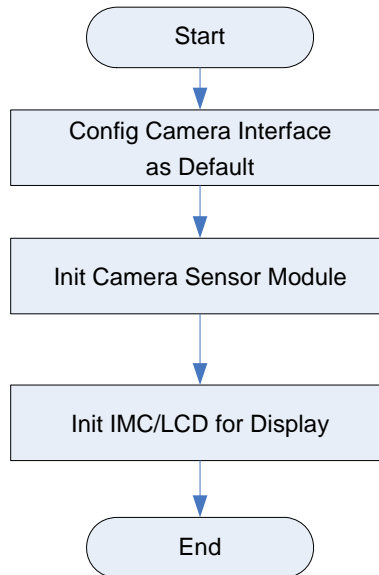 Start
Config Camera Interface
as Default
Init Camera Sensor Module
Init IMC/LCD for Display
End